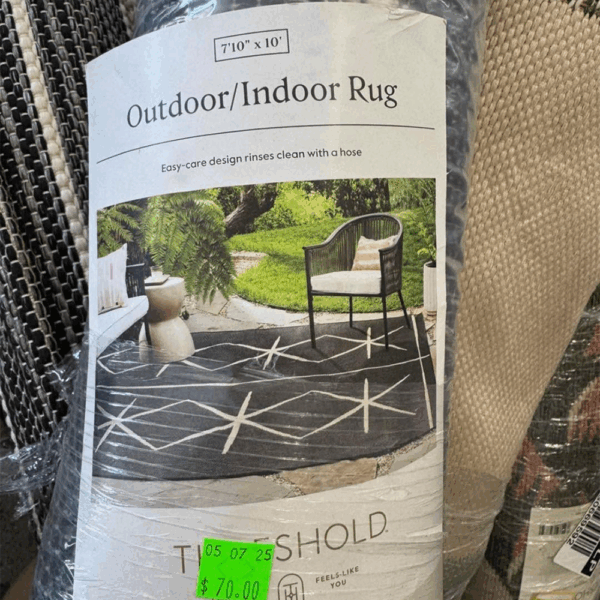 7'10" x 10'
Outdoor/Indoor Rug
Easy-care design rinses clean with a hose
05 07 25
$ 70.00
FEELS-LIKE
YOU